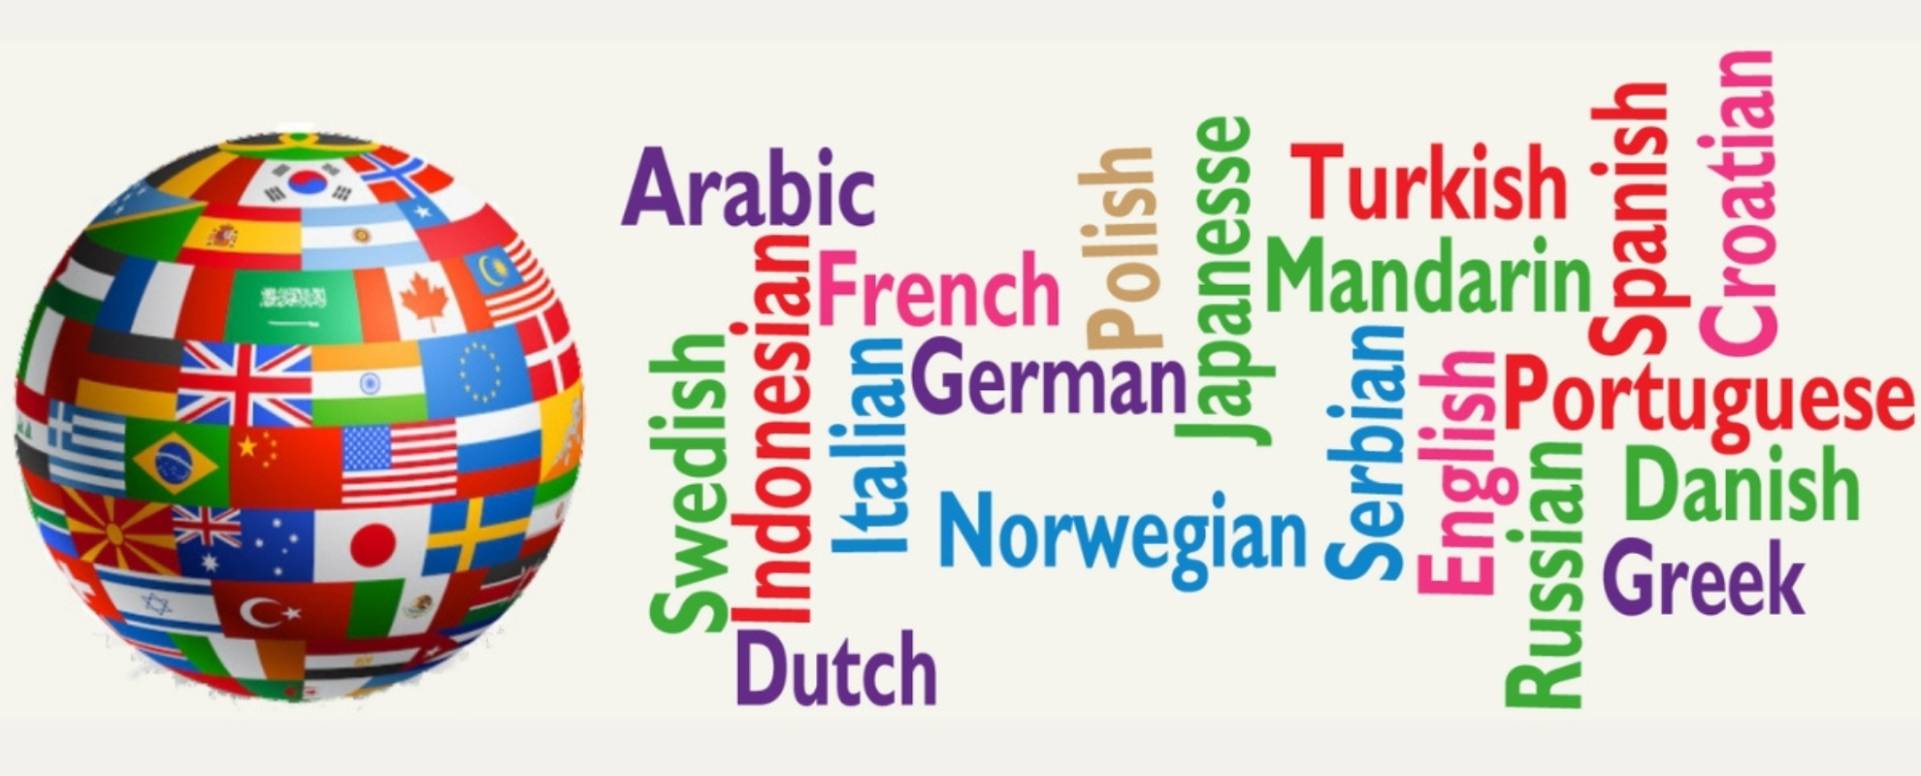 Arabic
Swedish
Indonesian
French
Italian
German
Polish
Japanesse
Norwegian
Dutch
Turkish
Mandarin
Serbian
English
Spanish
Croatian
Portuguese
Russian
Danish
Greek